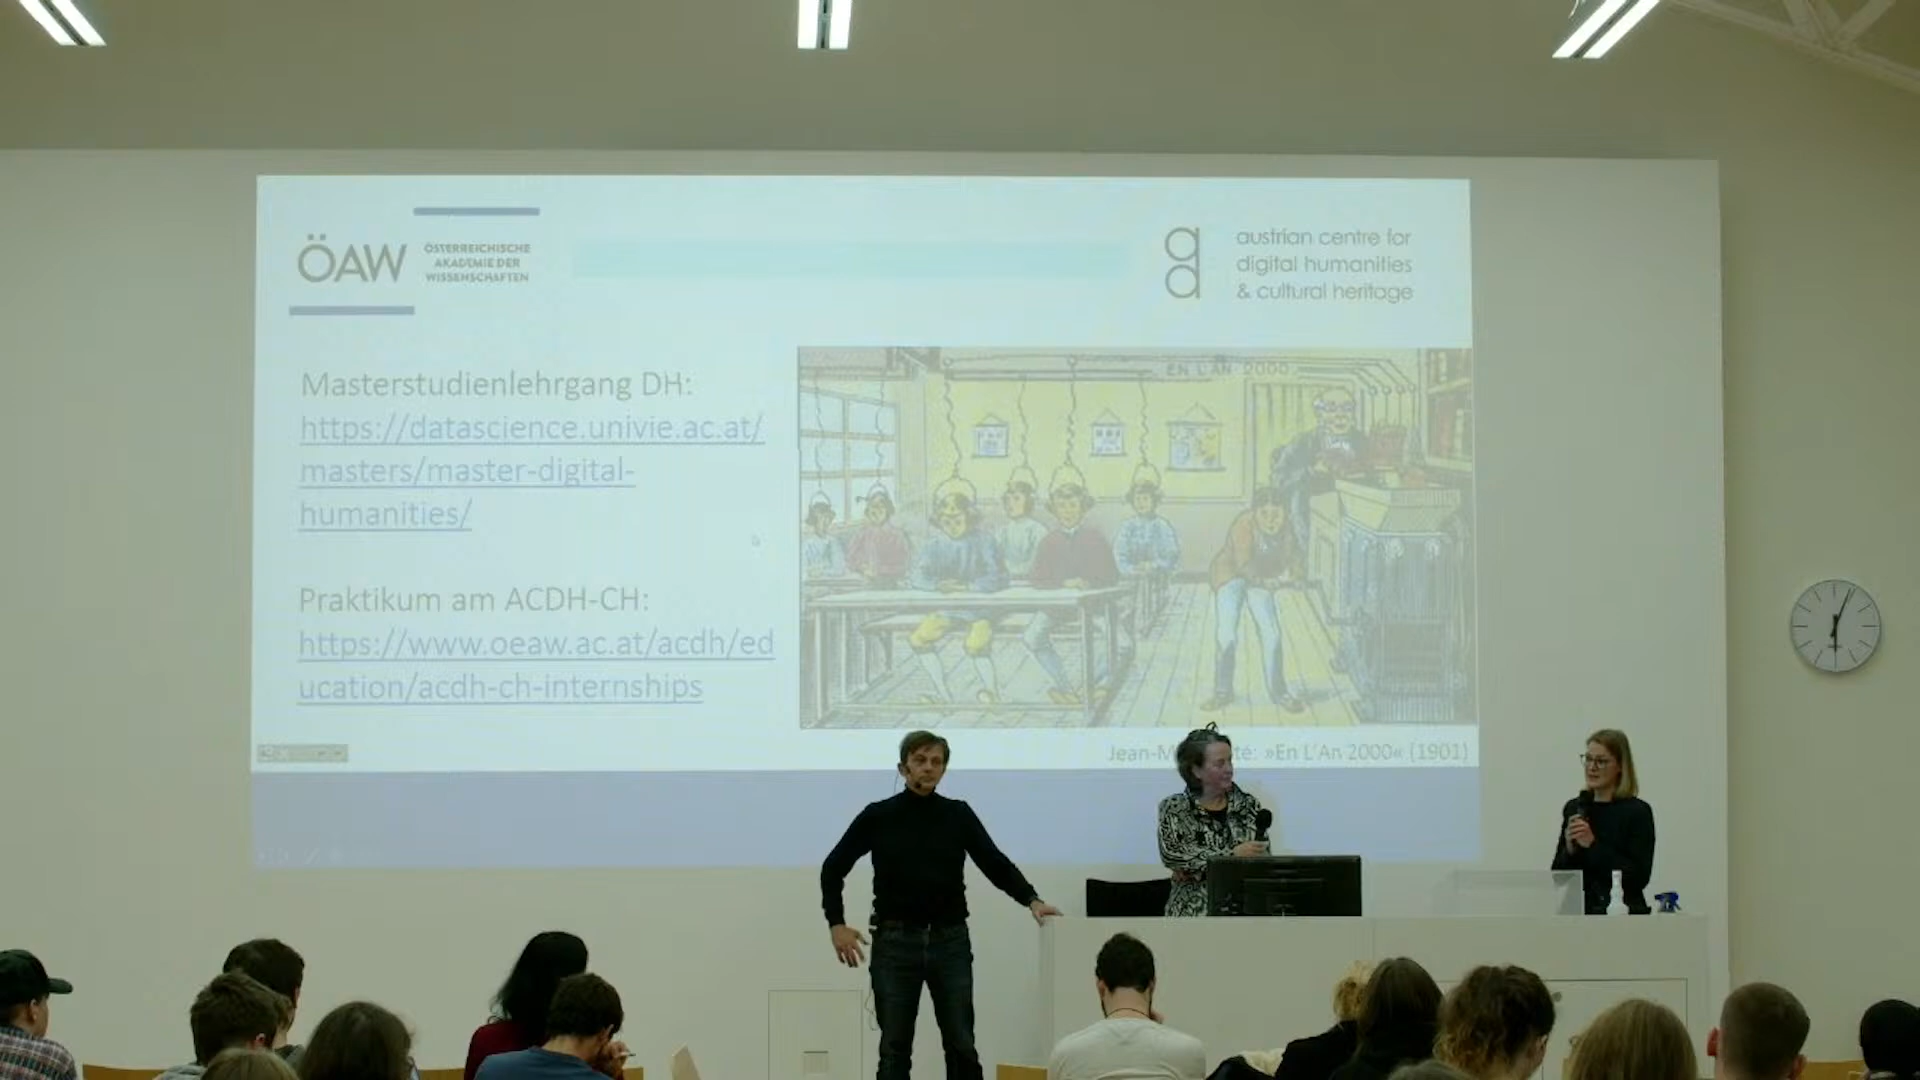 ÖAW
ÖSTERREICHISCHE
AKADEMIE DER
WISSENSCHAFTEN
austrian centre for
digital humanities
& cultural heritage
Masterstudienlehrgang DH:
https://datascience.univie.ac.at/
masters/master-digital-
humanities/
Praktikum am ACDH-CH:
https://www.oeaw.ac.at/acdh/ed
ucation/acdh-ch-internships
EN L'AN 2000
»En L'An 2000« (1901)